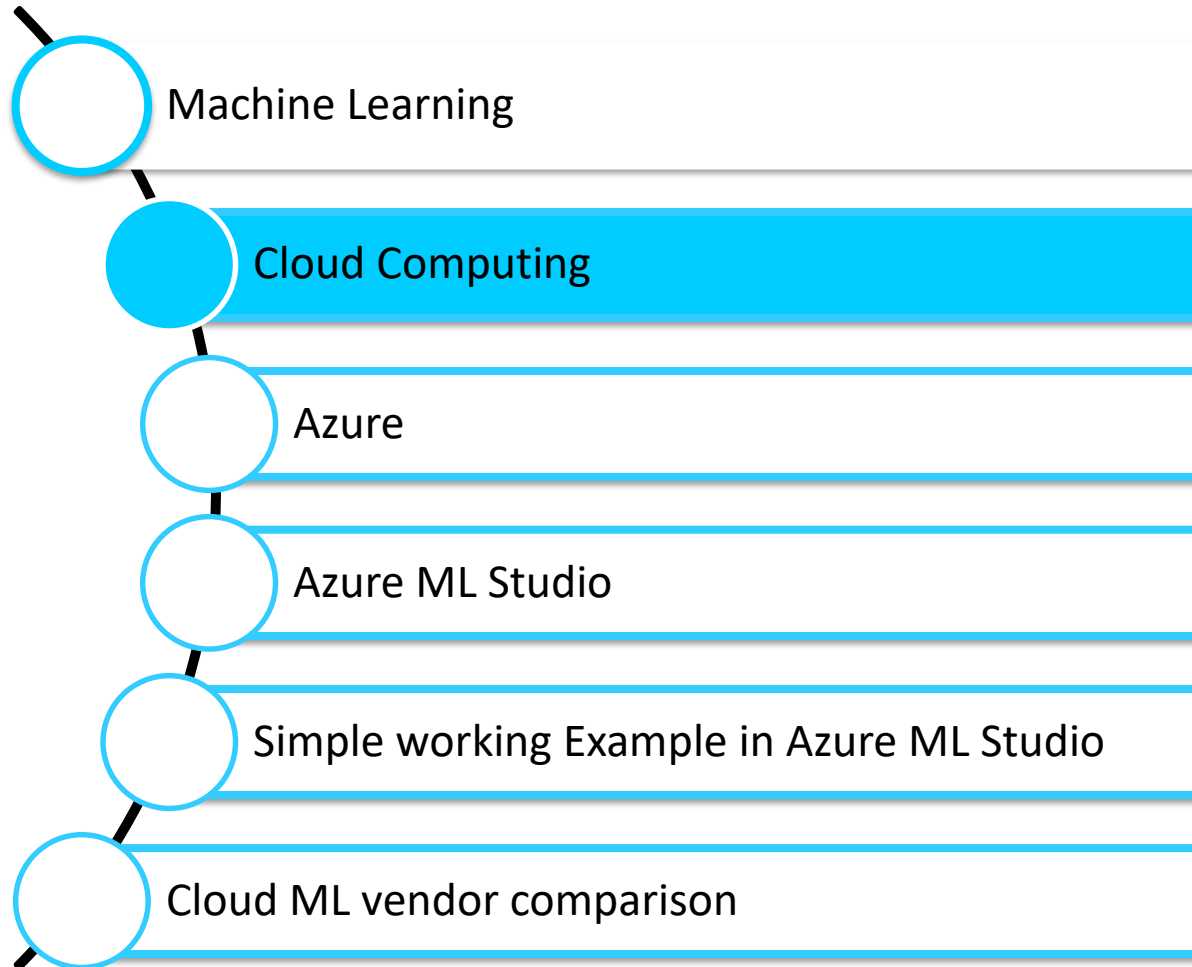 Machine Learning
Cloud Computing
Azure
Azure ML Studio
Simple working Example in Azure ML Studio
Cloud ML vendor comparison